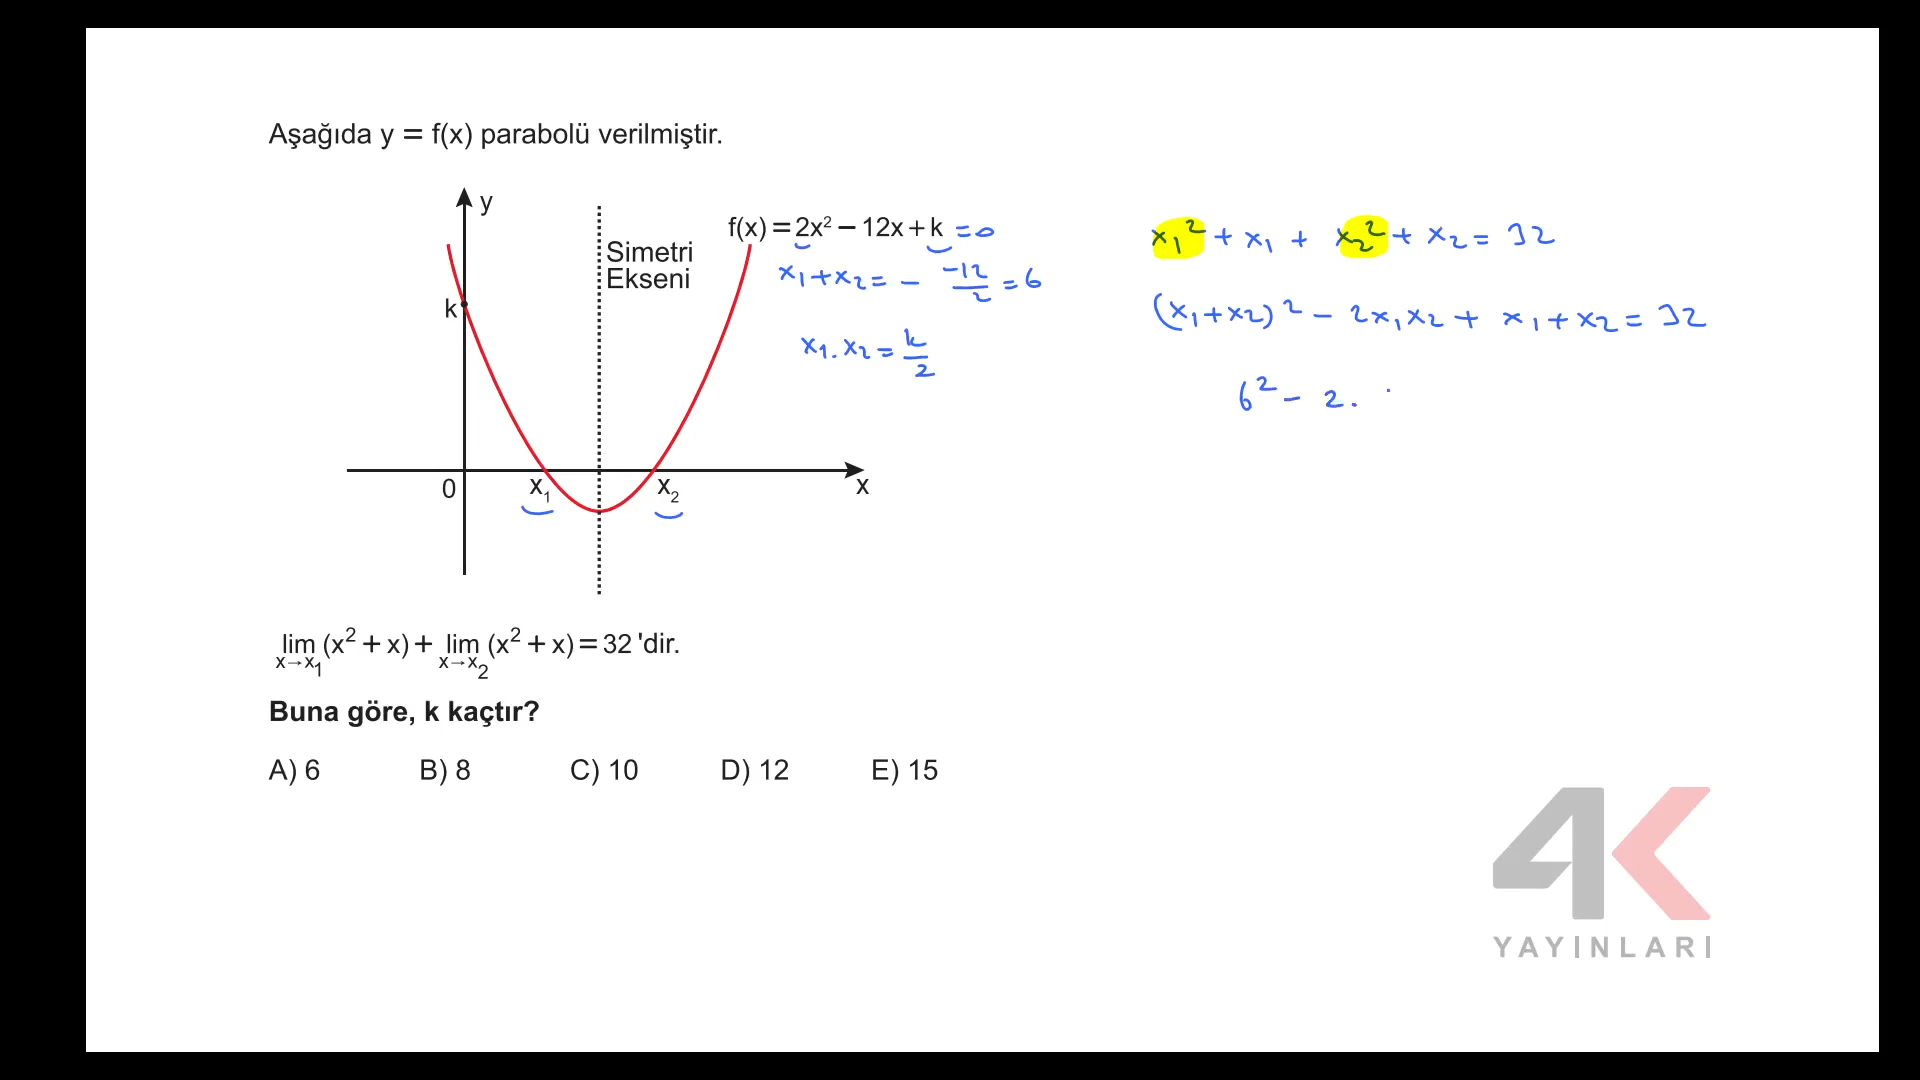 Aşağıda y = f(x) parabolü verilmiştir.
y
Simetri
Ekseni
f(x) = 2x² − 12x + k = 0
x₁ + x₂ = − −12/2 = 6
x₁ . x₂ = k/2
k
0
x₁
x₂
x
x₁² + x₁ + x₂² + x₂ = 32
(x₁ + x₂)² − 2x₁x₂ + x₁ + x₂ = 32
6² − 2 .
lim x→x₁ (x² + x) + lim x→x₂ (x² + x) = 32 'dir.
Buna göre, k kaçtır?
A) 6 B) 8 C) 10 D) 12 E) 15
4K
YAYINLARI